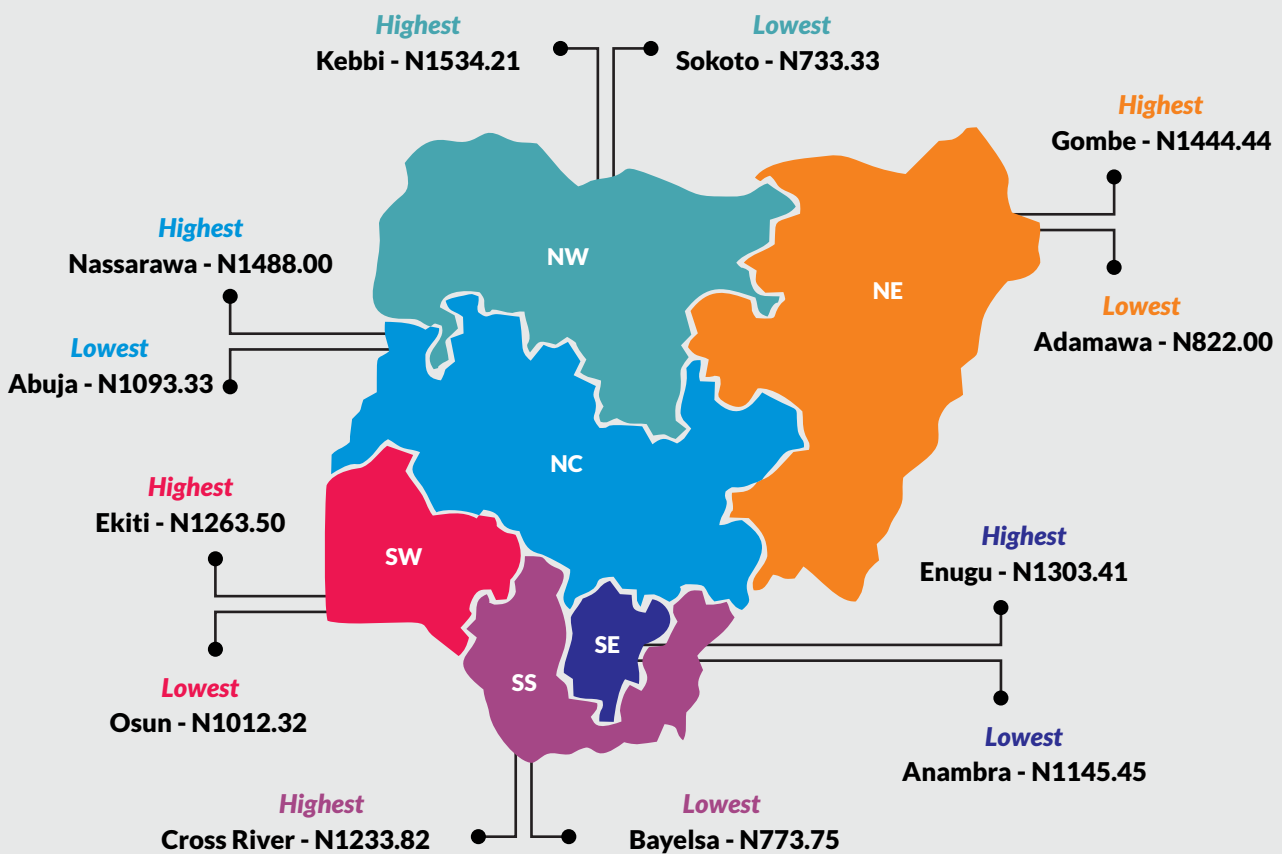 Highest
Kebbi - N1534.21
Lowest
Sokoto - N733.33
Highest
Gombe - N1444.44
Lowest
Adamawa - N822.00
Highest
Nassarawa - N1488.00
Lowest
Abuja - N1093.33
NW
NE
NC
SW
SE
SS
Highest
Ekiti - N1263.50
Lowest
Osun - N1012.32
Highest
Enugu - N1303.41
Lowest
Anambra - N1145.45
Highest
Cross River - N1233.82
Lowest
Bayelsa - N773.75